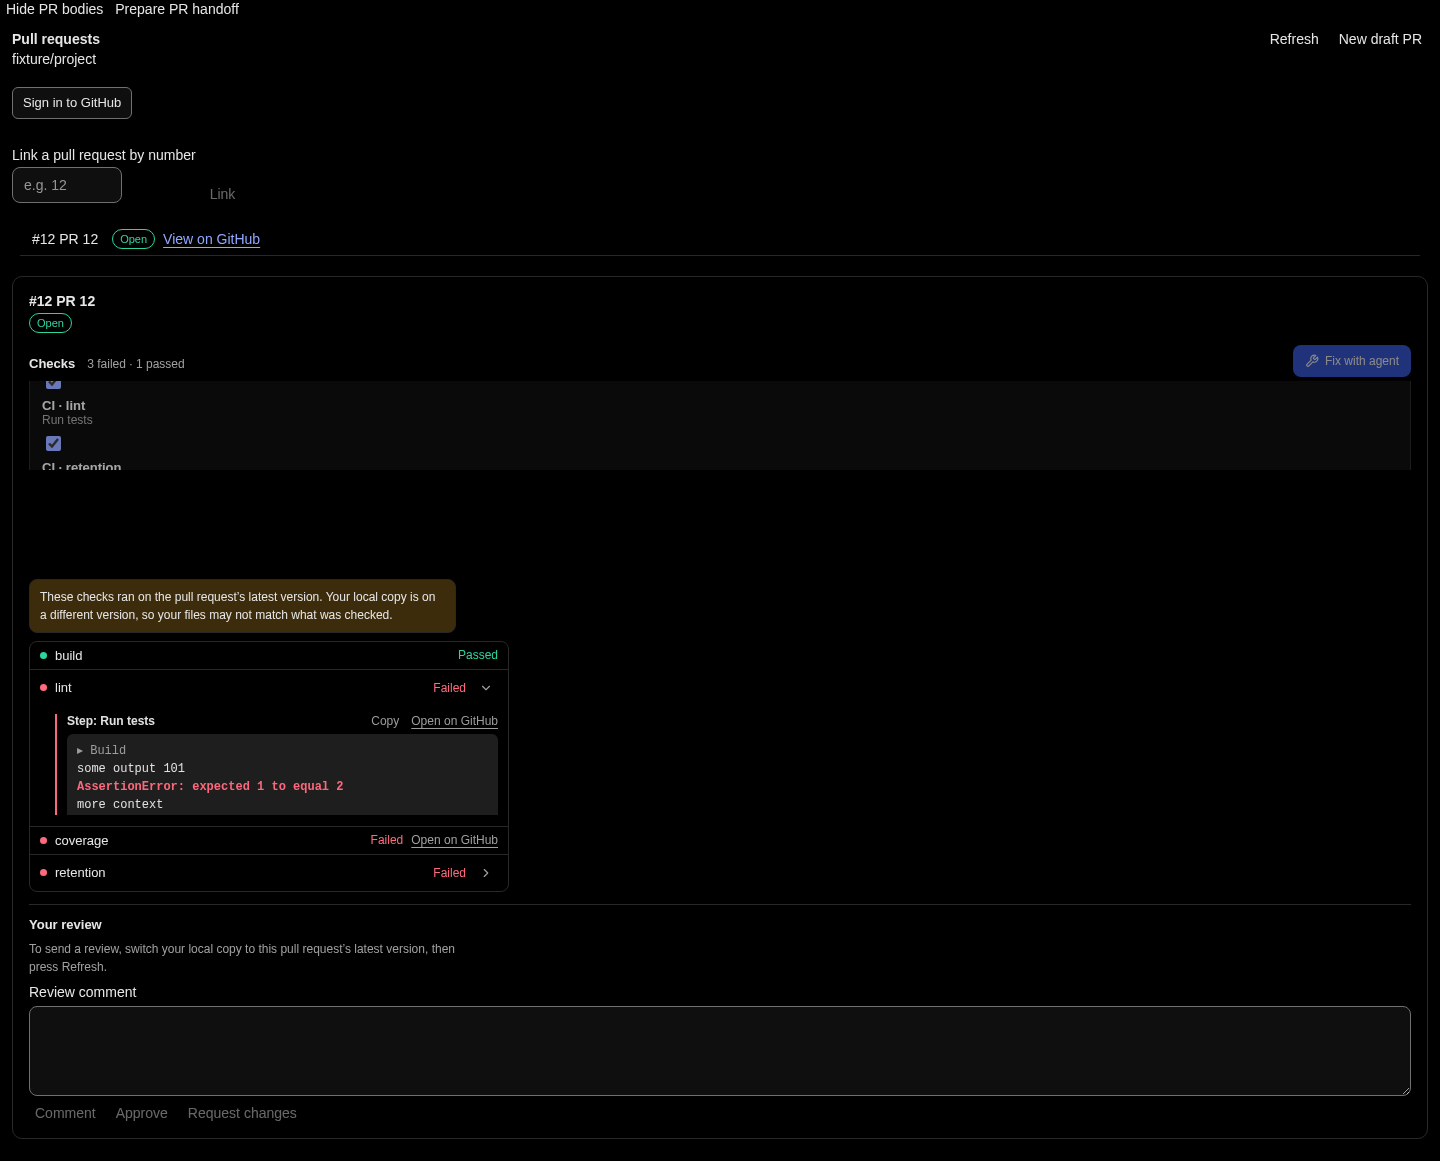 Hide PR bodies Prepare PR handoff
Pull requests
Refresh New draft PR
fixture/project
Sign in to GitHub
Link a pull request by number
e.g. 12
Link
#12 PR 12 Open View on GitHub
#12 PR 12
Open
Checks 3 failed · 1 passed
Fix with agent
CI · lint
Run tests
CI · retention
These checks ran on the pull request’s latest version. Your local copy is on
a different version, so your files may not match what was checked.
build Passed
lint Failed
Step: Run tests Copy Open on GitHub
▸ Build
some output 101
AssertionError: expected 1 to equal 2
more context
coverage Failed Open on GitHub
retention Failed
Your review
To send a review, switch your local copy to this pull request’s latest version, then
press Refresh.
Review comment
Comment Approve Request changes